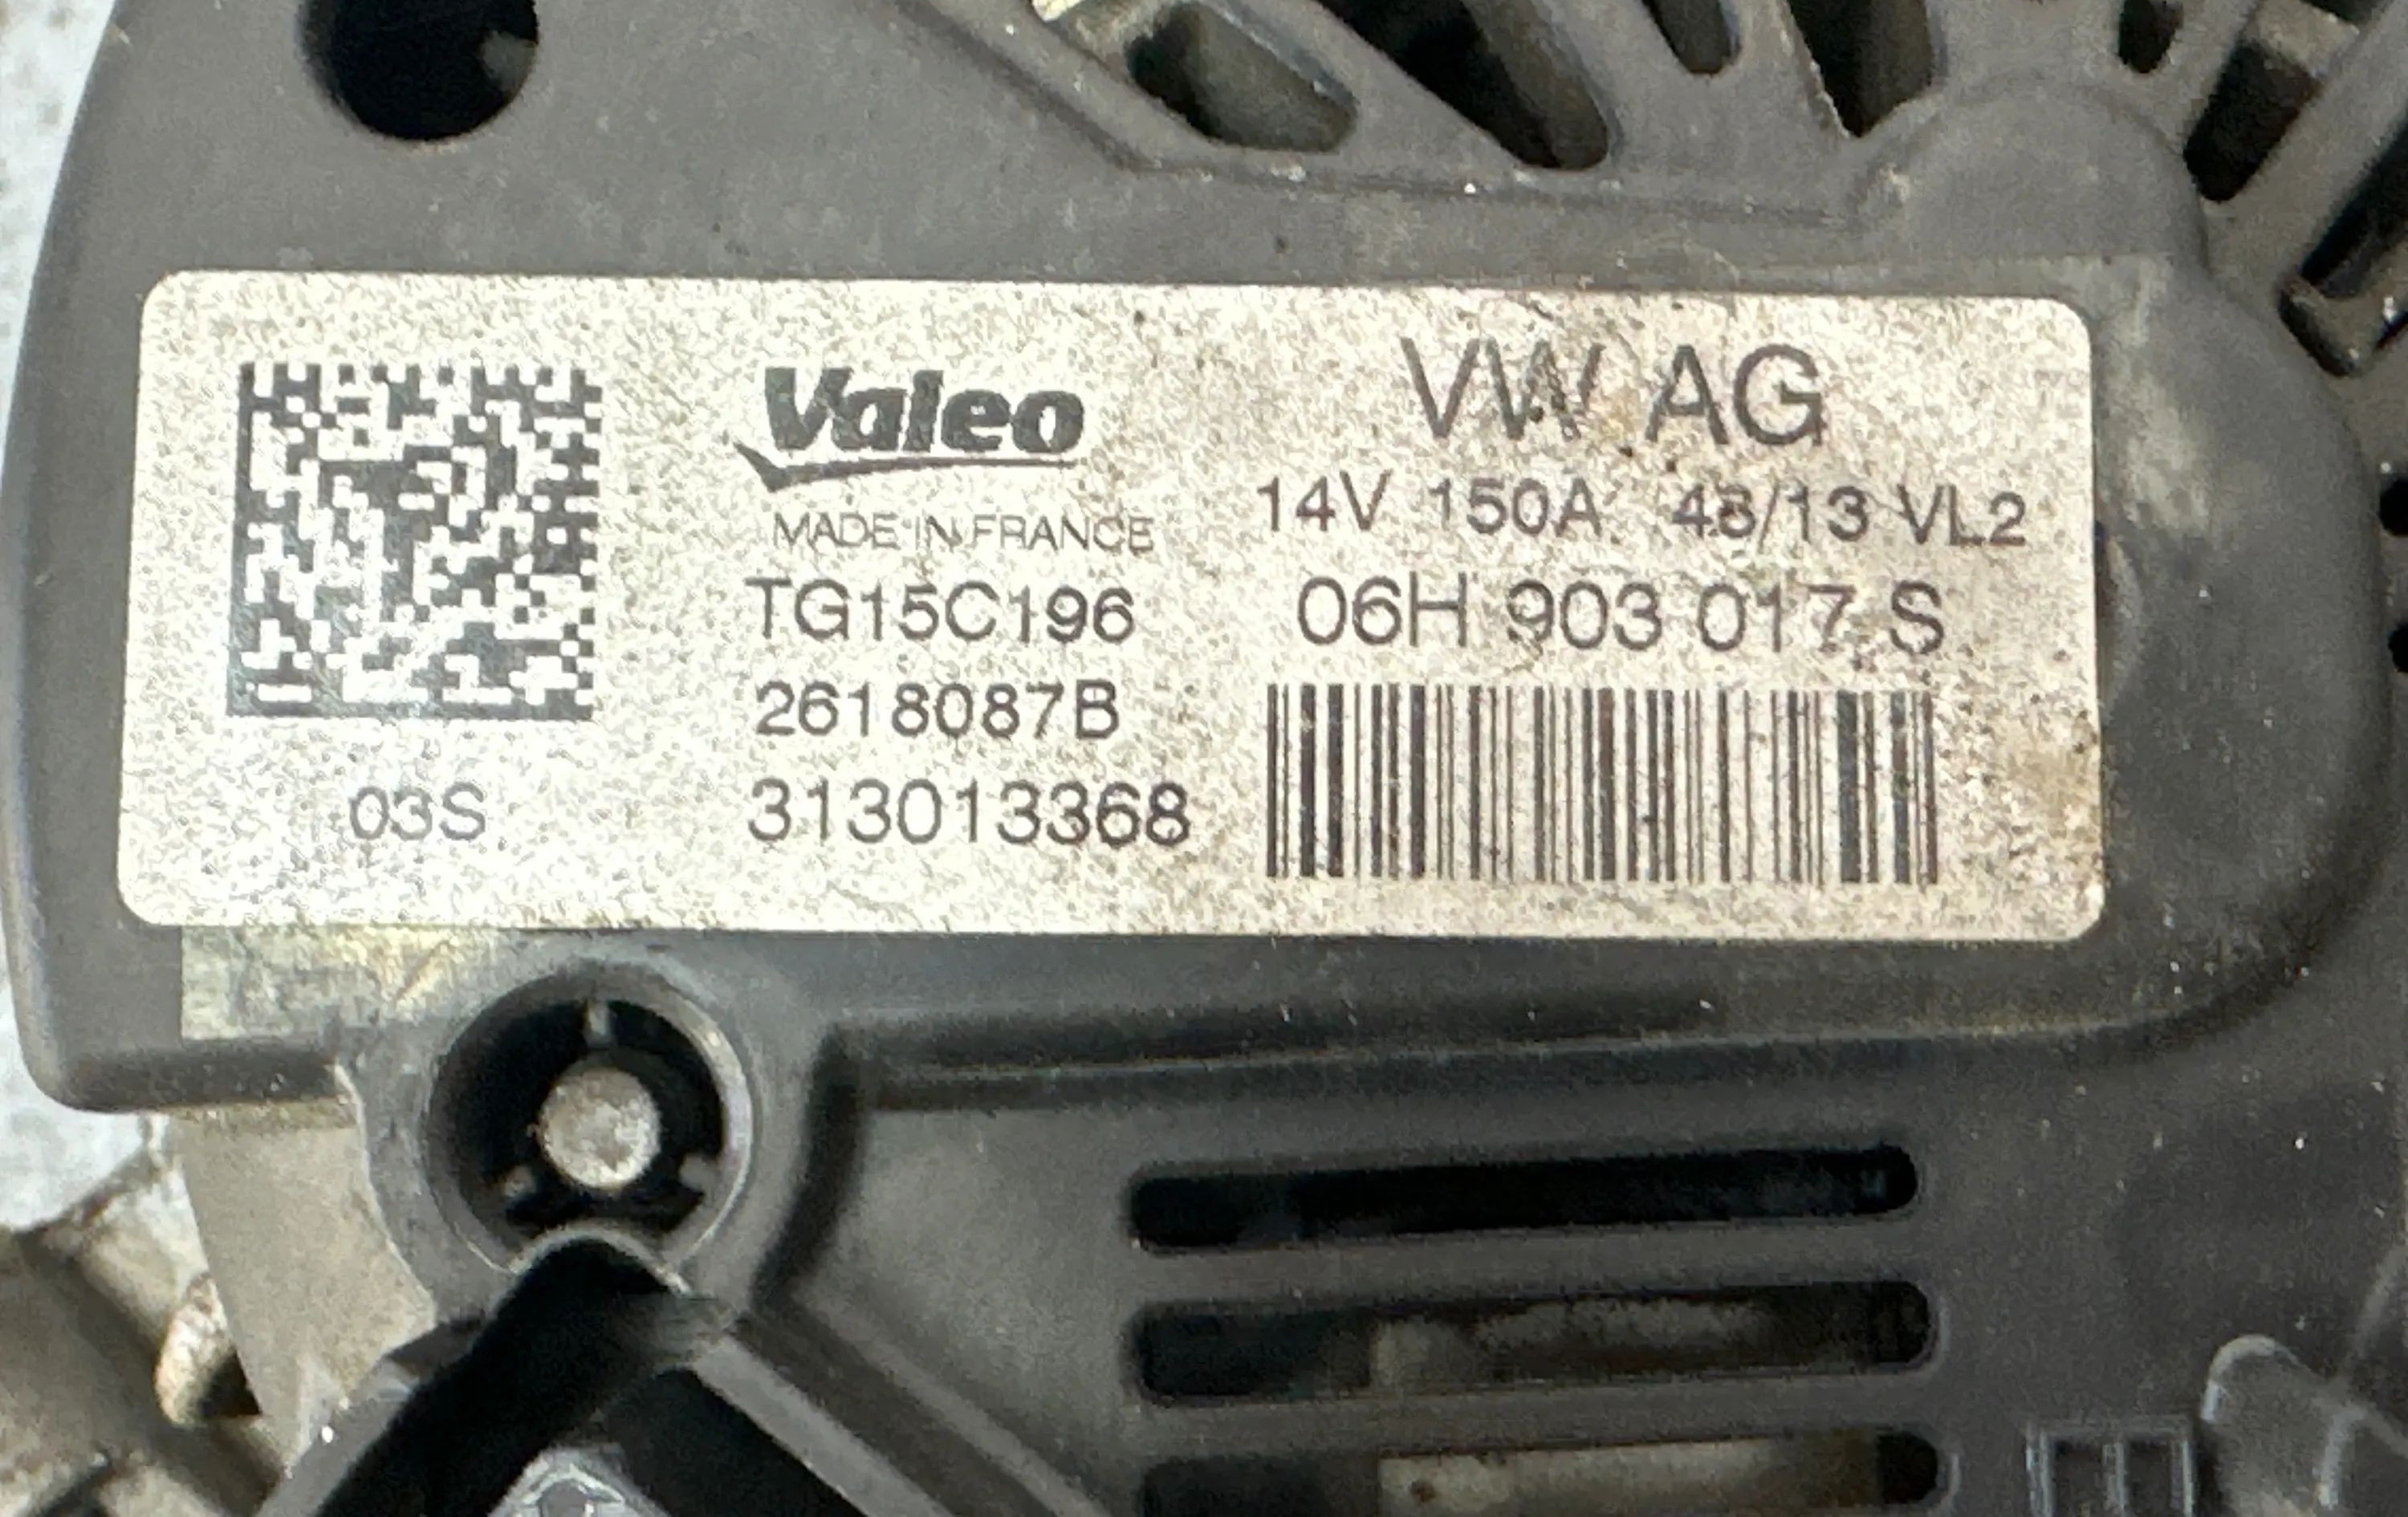 Valeo
MADE IN FRANCE
TG15C196
2618087B
313013368
03S
VW AG
14V 150A 48/13 VL2
06H 903 017 S